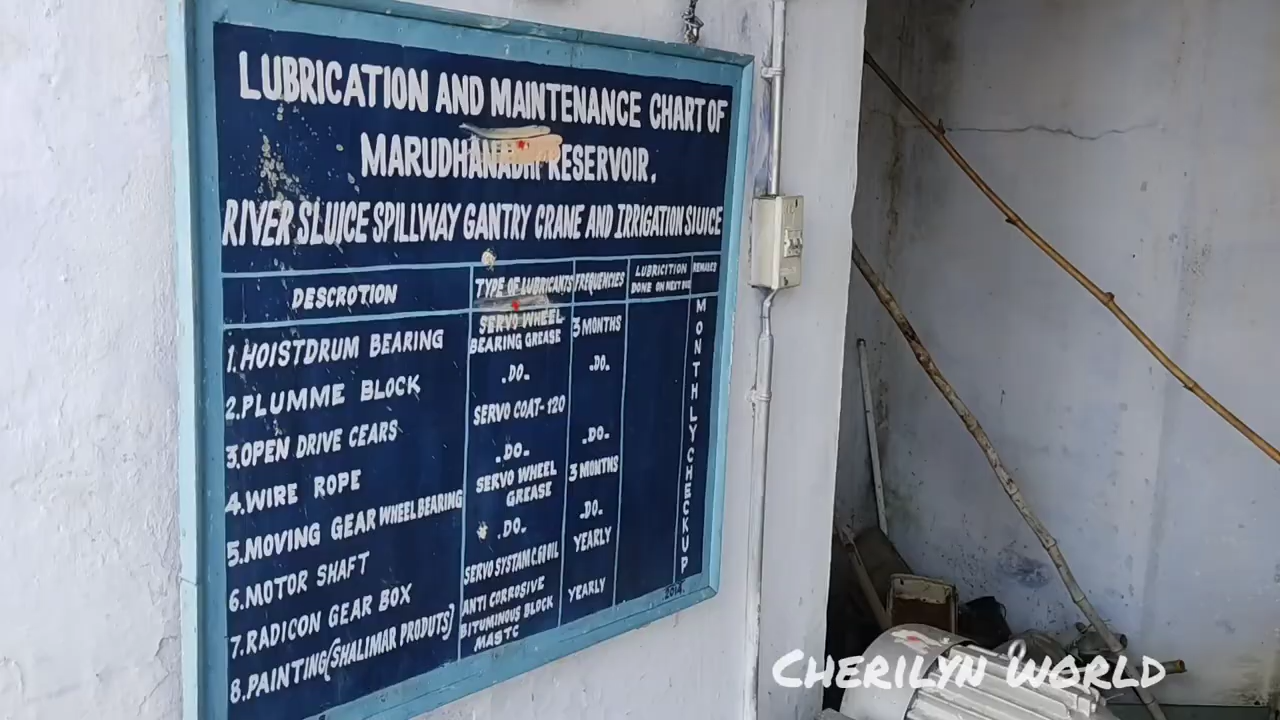 LUBRICATION AND MAINTENANCE CHART OF
MARUDHANADHI RESERVOIR.
RIVER SLUICE SPILLWAY GANTRY CRANE AND IRRIGATION SLUICE
DESCROTION TYPE OF LUBRICANTS FREQUENCIES LUBRICITION DONE ON NEXT DUE REMARKS
1.HOISTDRUM BEARING SERVO WHEEL BEARING GREASE 3 MONTHS
2.PLUMME BLOCK .DO. .DO.
3.OPEN DRIVE CEARS SERVO COAT-120
4.WIRE ROPE .DO. .DO.
5.MOVING GEAR WHEEL BEARING SERVO WHEEL GREASE 3 MONTHS
6.MOTOR SHAFT .DO. .DO.
7.RADICON GEAR BOX SERVO SYSTAM C.60 OIL YEARLY
8.PAINTING(SHALIMAR PRODUTS) ANTI CORROSIVE BITUMINOUS BLOCK MASTC YEARLY
MONTHLY CHECKUP
2014
CHERILYN WORLD